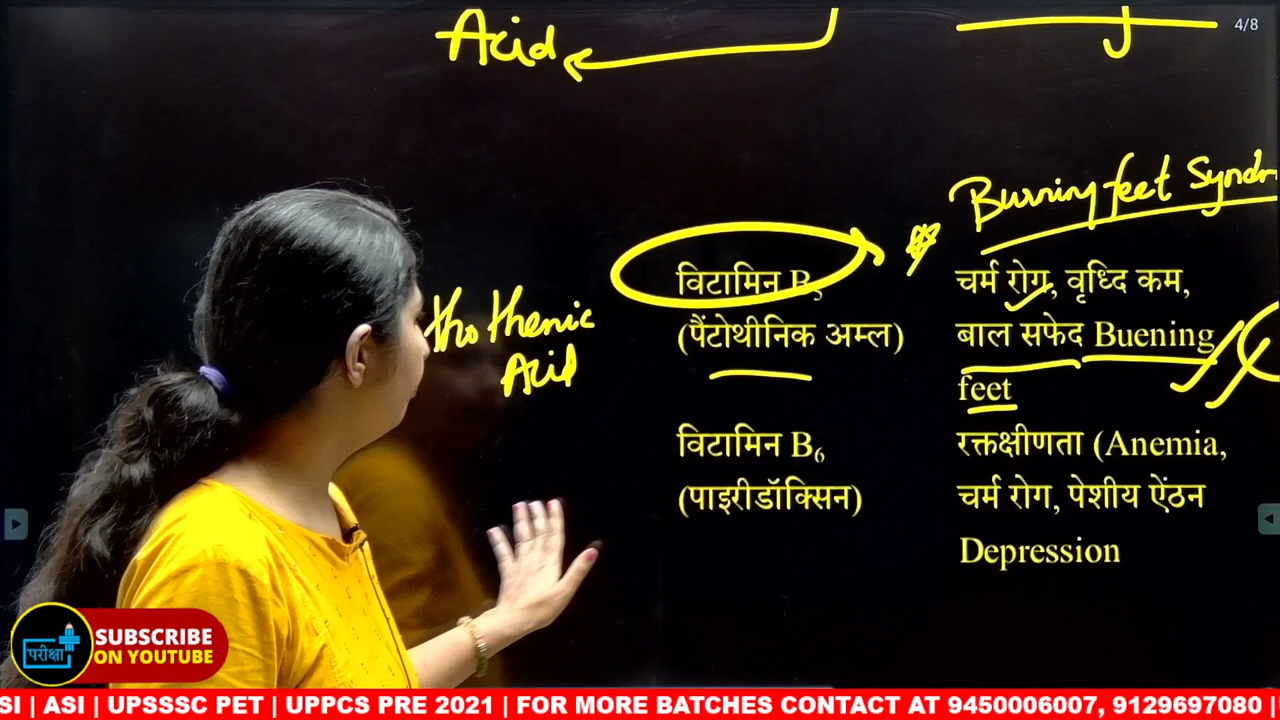 Acid
4/8
Burning feet Syndr
विटामिन B5
चर्म रोग, वृध्दि कम,
thothenic
Acid
(पैंटोथीनिक अम्ल)
बाल सफेद Buening
feet
विटामिन B₆
रक्तक्षीणता (Anemia,
(पाइरीडॉक्सिन)
चर्म रोग, पेशीय ऐंठन
Depression
परीक्षा
SUBSCRIBE
ON YOUTUBE
SI | ASI | UPSSSC PET | UPPCS PRE 2021 | FOR MORE BATCHES CONTACT AT 9450006007, 9129697080 |